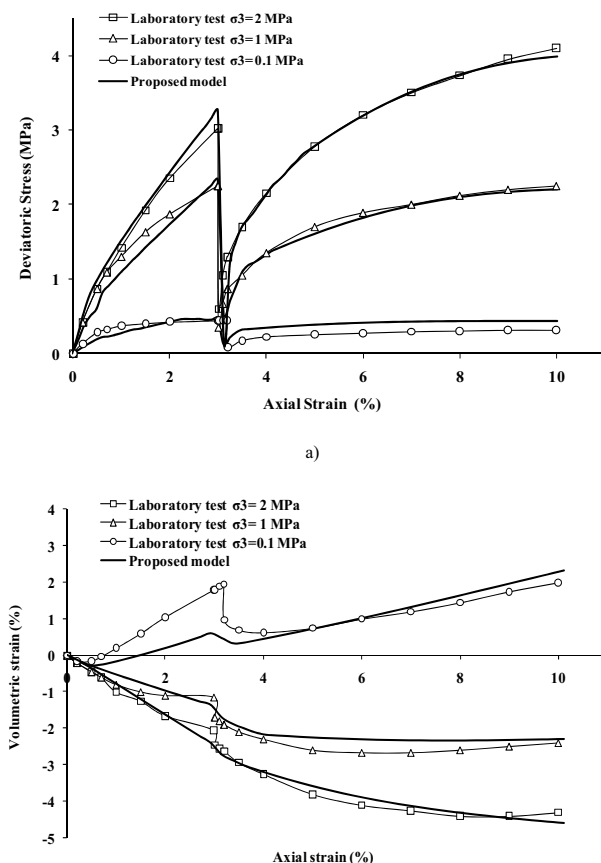 Laboratory test σ3= 2 MPa
Laboratory test σ3=1 MPa
Laboratory test σ3=0.1 MPa
Proposed model
4
3
2
1
0
Deviatoric Stress (MPa)
0 2 4 6 8 10
Axial Strain (%)
a)
Laboratory test σ3= 2 MPa
Laboratory test σ3= 1 MPa
Laboratory test σ3=0.1 MPa
Proposed model
4
3
2
1
0
-1
-2
-3
-4
-5
Volumetric strain (%)
0 2 4 6 8 10
Axial strain (%)